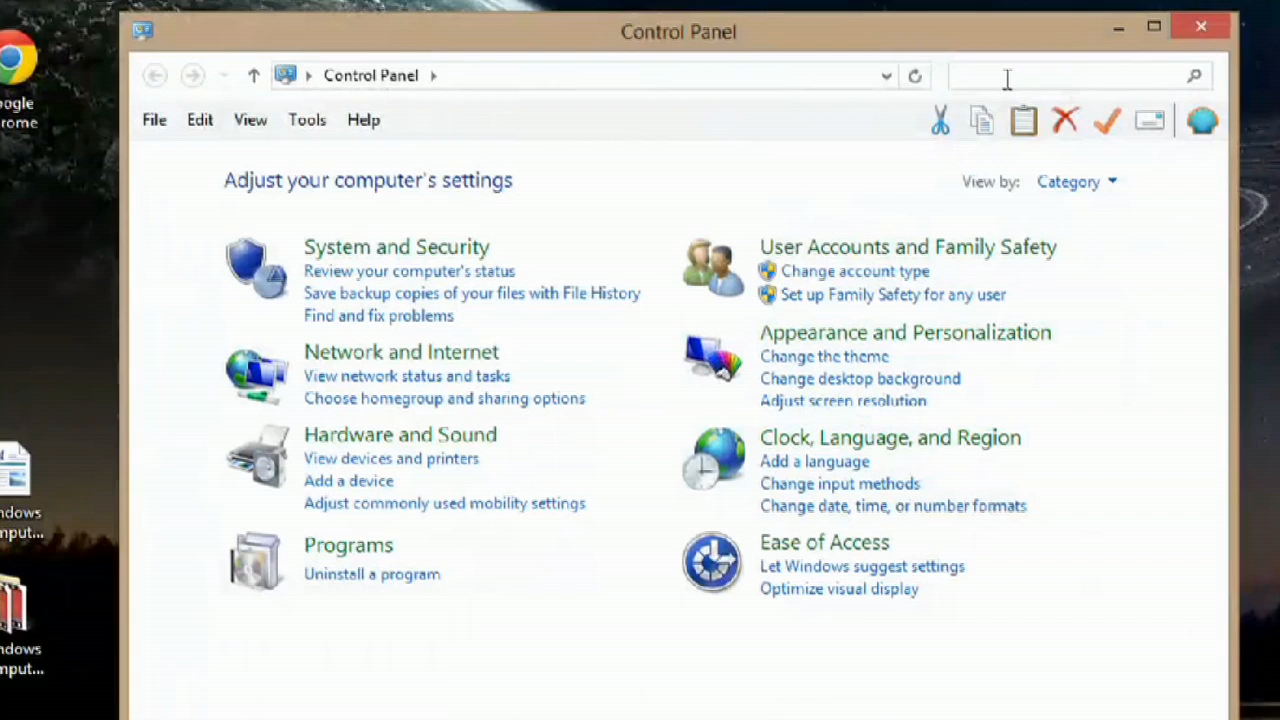 Control Panel
Control Panel
File Edit View Tools Help
Adjust your computer's settings
View by: Category
System and Security
Review your computer's status
Save backup copies of your files with File History
Find and fix problems
Network and Internet
View network status and tasks
Choose homegroup and sharing options
Hardware and Sound
View devices and printers
Add a device
Adjust commonly used mobility settings
Programs
Uninstall a program
User Accounts and Family Safety
Change account type
Set up Family Safety for any user
Appearance and Personalization
Change the theme
Change desktop background
Adjust screen resolution
Clock, Language, and Region
Add a language
Change input methods
Change date, time, or number formats
Ease of Access
Let Windows suggest settings
Optimize visual display
oogle
rome
ndows
mput...
ndows
mput...